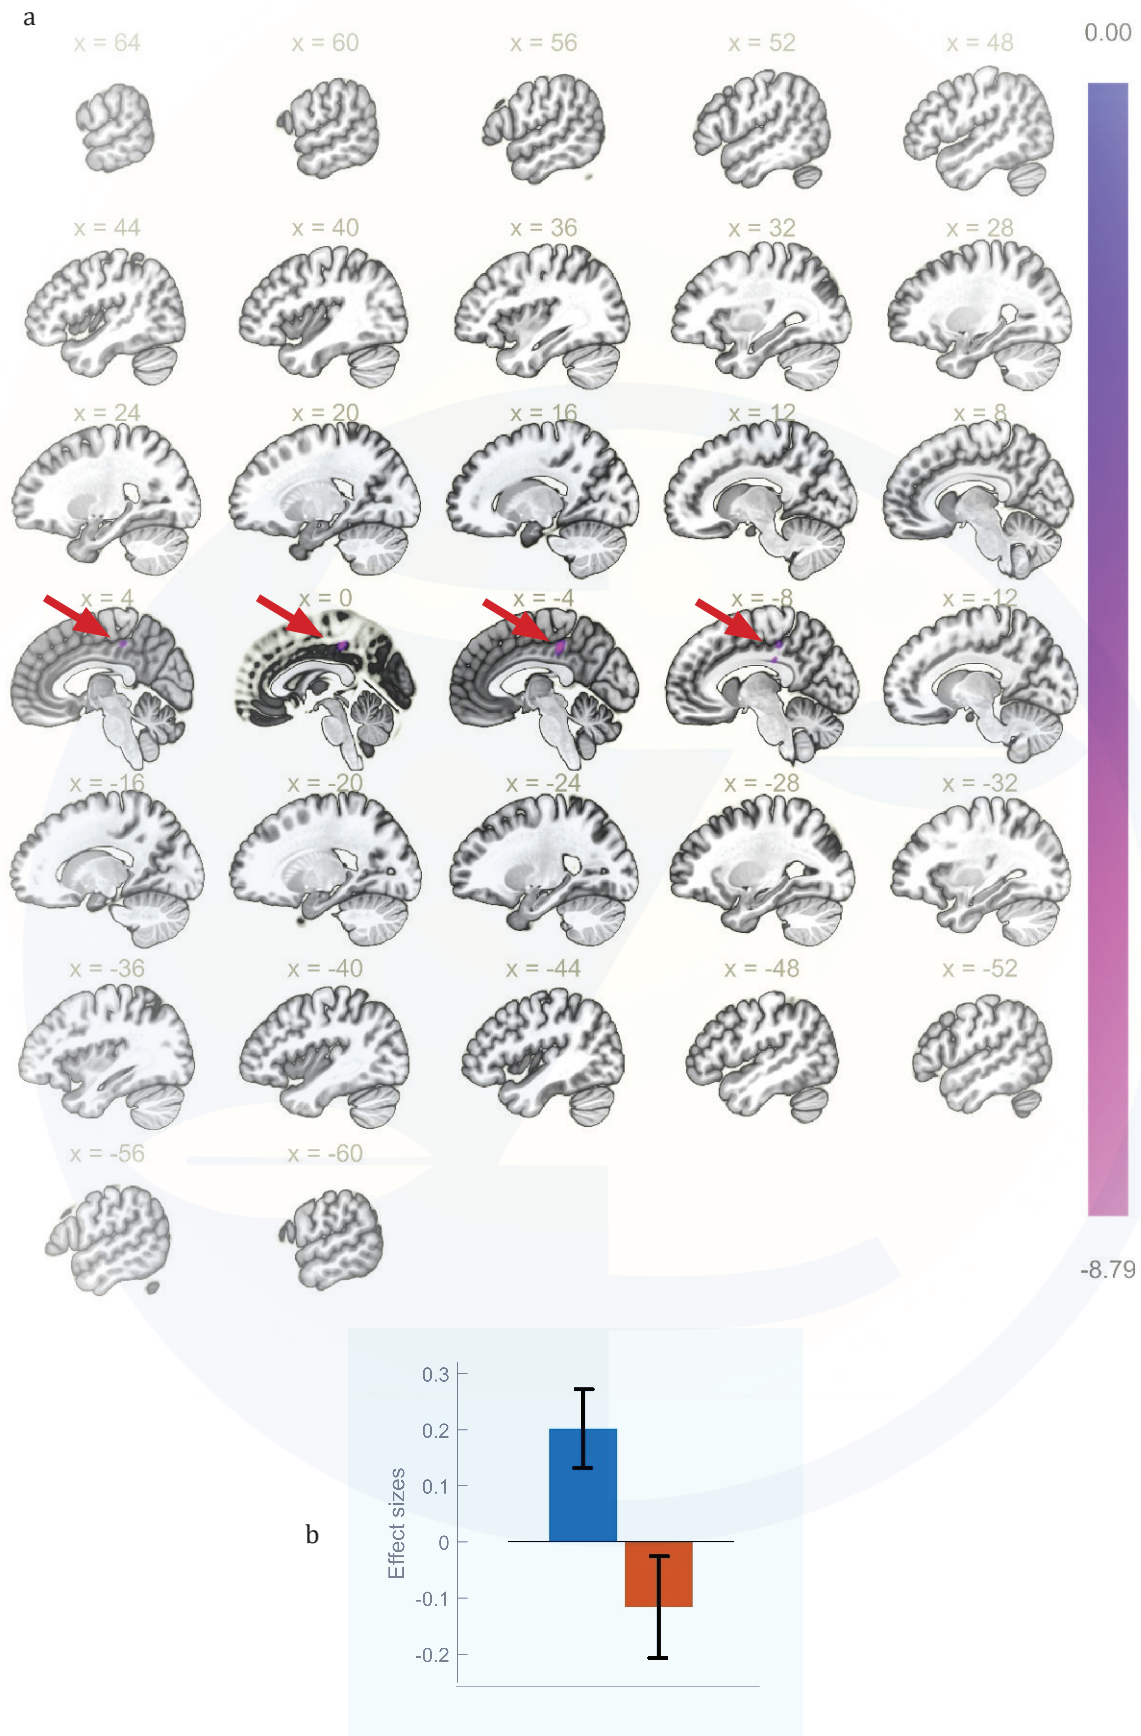 a
x = 64 x = 60 x = 56 x = 52 x = 48 0.00
x = 44 x = 40 x = 36 x = 32 x = 28
x = 24 x = 20 x = 16 x = 12 x = 8
x = 4 x = 0 x = -4 x = -8 x = -12
x = -16 x = -20 x = -24 x = -28 x = -32
x = -36 x = -40 x = -44 x = -48 x = -52
x = -56 x = -60
-8.79
b
Effect sizes
0.3
0.2
0.1
0
-0.1
-0.2